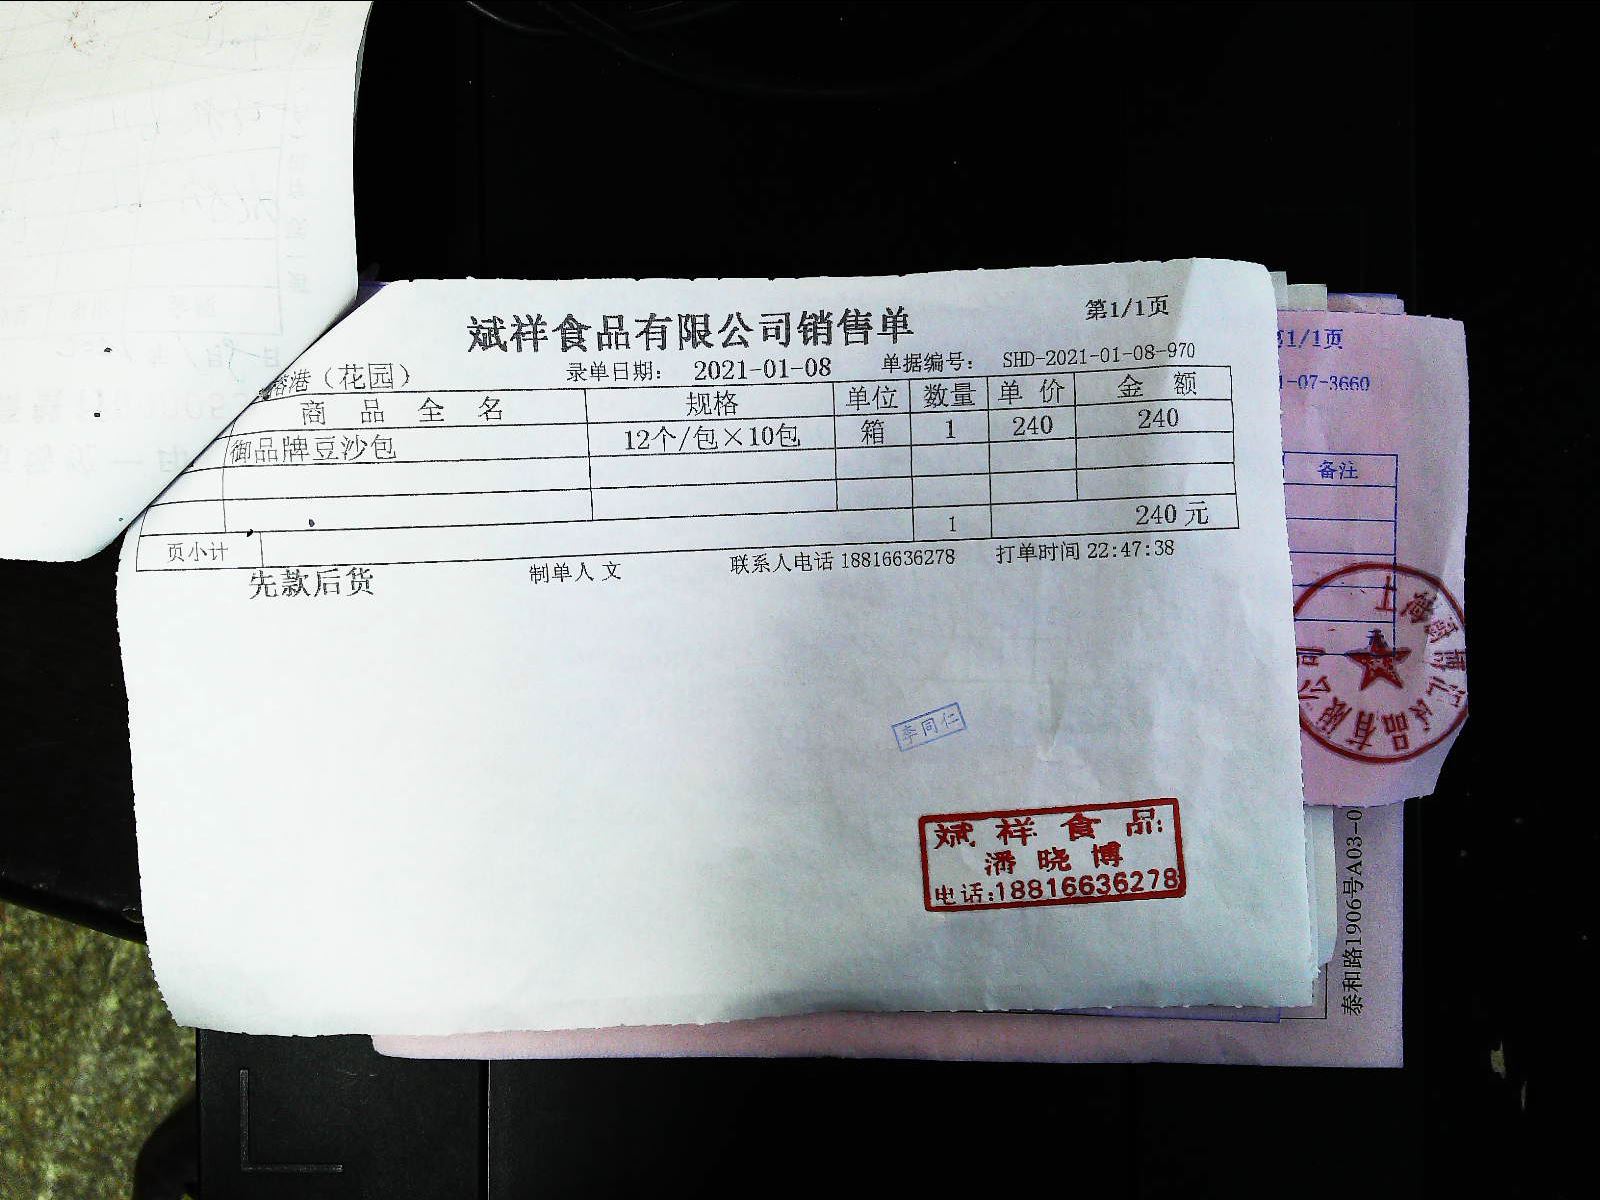 斌祥食品有限公司销售单
第1/1页
港（花园） 录单日期： 2021-01-08 单据编号： SHD-2021-01-08-970
商 品 全 名 规格 单位 数量 单 价 金 额
御品牌豆沙包 12个/包×10包 箱 1 240 240
页小计 1 240 元
先款后货 制单人 文 联系人电话 18816636278 打单时间 22:47:38
李同仁
斌 祥 食 品:
潘 晓 博
电话:18816636278
1/1页
-07-3660
备注
品有限公司
泰和路1906号A03-0